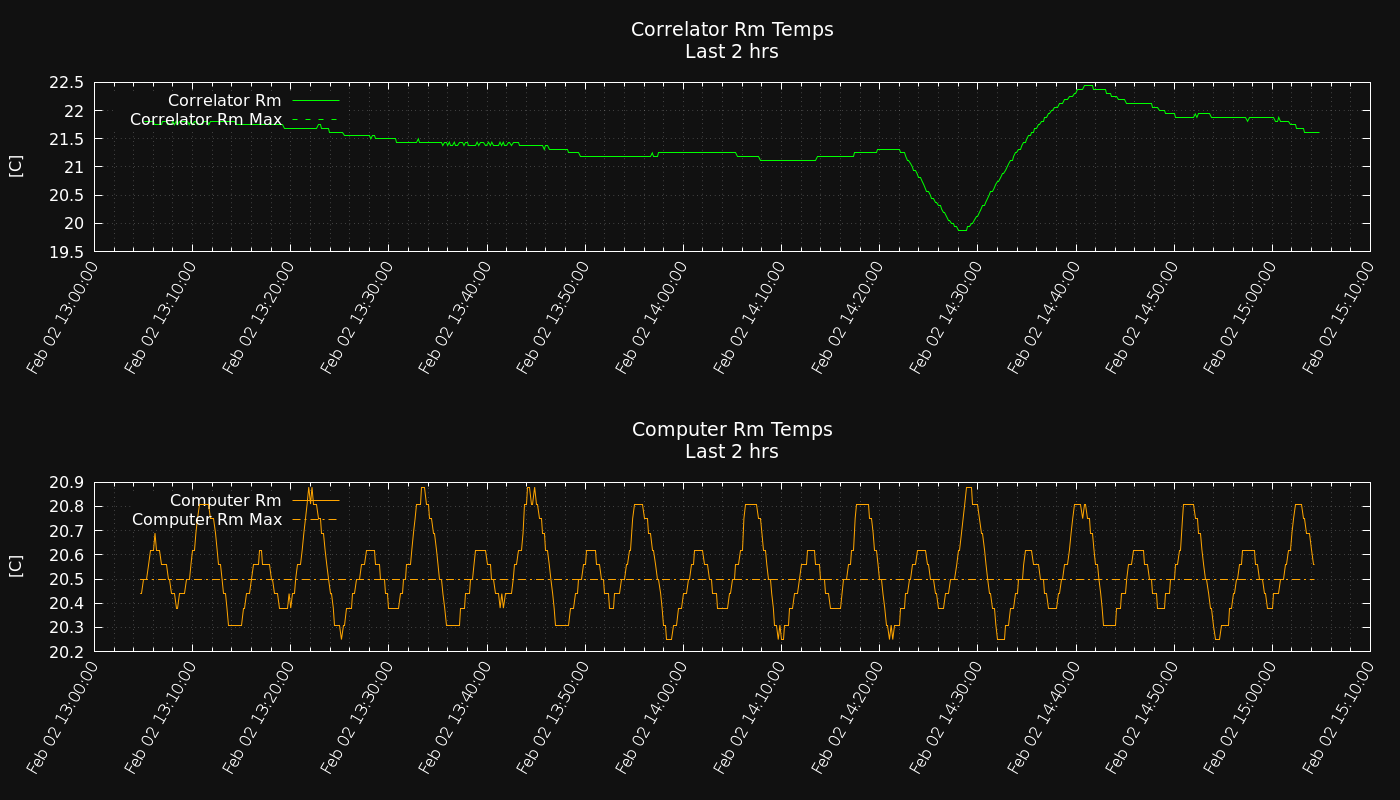 Correlator Rm Temps
Last 2 hrs
22.5
22
21.5
21
20.5
20
19.5
[C]
Correlator Rm
Correlator Rm Max
Feb 02 13:00:00
Feb 02 13:10:00
Feb 02 13:20:00
Feb 02 13:30:00
Feb 02 13:40:00
Feb 02 13:50:00
Feb 02 14:00:00
Feb 02 14:10:00
Feb 02 14:20:00
Feb 02 14:30:00
Feb 02 14:40:00
Feb 02 14:50:00
Feb 02 15:00:00
Feb 02 15:10:00
Computer Rm Temps
Last 2 hrs
20.9
20.8
20.7
20.6
20.5
20.4
20.3
20.2
[C]
Computer Rm
Computer Rm Max
Feb 02 13:00:00
Feb 02 13:10:00
Feb 02 13:20:00
Feb 02 13:30:00
Feb 02 13:40:00
Feb 02 13:50:00
Feb 02 14:00:00
Feb 02 14:10:00
Feb 02 14:20:00
Feb 02 14:30:00
Feb 02 14:40:00
Feb 02 14:50:00
Feb 02 15:00:00
Feb 02 15:10:00